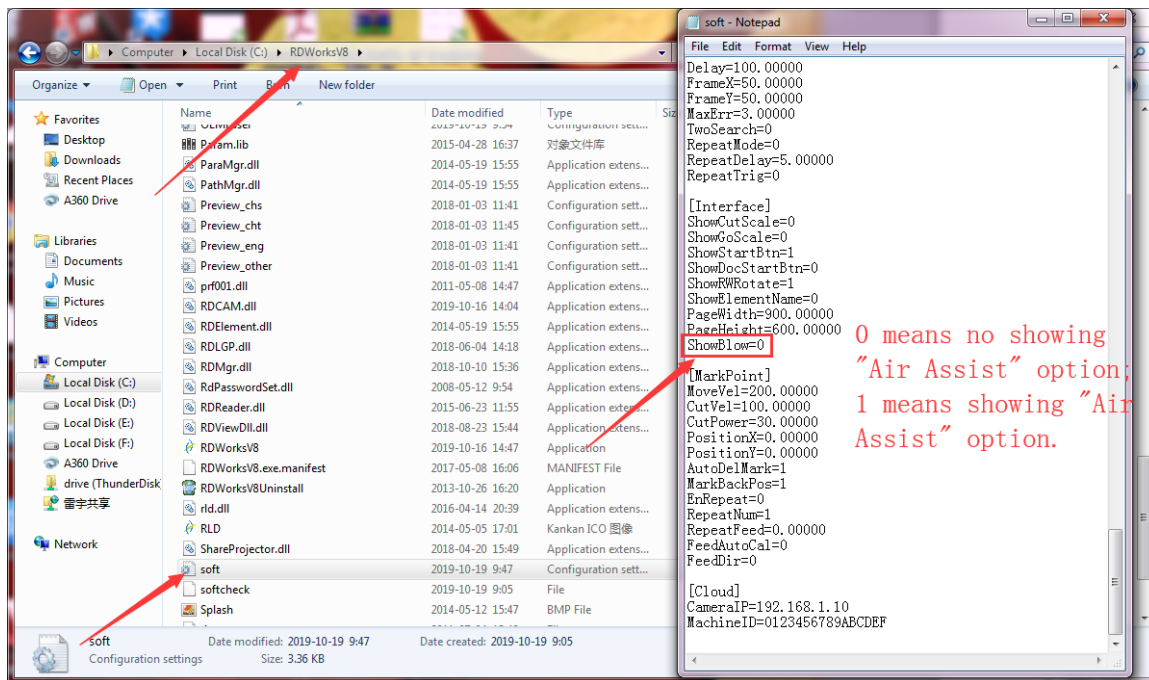 Computer ▸ Local Disk (C:) ▸ RDWorksV8 ▸
Organize ▾ Open ▾ Print Burn New folder
Favorites
Desktop
Downloads
Recent Places
A360 Drive
Libraries
Documents
Music
Pictures
Videos
Computer
Local Disk (C:)
Local Disk (D:)
Local Disk (E:)
Local Disk (F:)
A360 Drive
drive (ThunderDisk
雷宇共享
Network
Name Date modified Type Siz
Param.lib 2015-04-28 16:37 对象文件库
ParaMgr.dll 2014-05-19 15:55 Application extens...
PathMgr.dll 2014-05-19 15:55 Application extens...
Preview_chs 2018-01-03 11:41 Configuration sett...
Preview_cht 2018-01-03 11:45 Configuration sett...
Preview_eng 2018-01-03 11:41 Configuration sett...
Preview_other 2018-01-03 11:41 Configuration sett...
prf001.dll 2011-05-08 14:47 Application extens...
RDCAM.dll 2019-10-16 14:04 Application extens...
RDElement.dll 2014-05-19 15:55 Application extens...
RDLGP.dll 2018-06-04 14:18 Application extens...
RDMgr.dll 2018-10-10 15:36 Application extens...
RdPasswordSet.dll 2008-05-12 9:54 Application extens...
RDReader.dll 2015-06-23 11:55 Application extens...
RDViewDll.dll 2018-08-23 15:44 Application extens...
RDWorksV8 2019-10-16 14:47 Application
RDWorksV8.exe.manifest 2017-05-08 16:06 MANIFEST File
RDWorksV8Uninstall 2013-10-26 16:20 Application
rld.dll 2016-04-14 20:39 Application extens...
RLD 2014-05-05 17:01 Kankan ICO 图像
ShareProjector.dll 2018-04-20 15:49 Application extens...
soft 2019-10-19 9:47 Configuration sett...
softcheck 2019-10-19 9:05 File
Splash 2014-05-12 15:47 BMP File
soft Date modified: 2019-10-19 9:47 Date created: 2019-10-19 9:05
Configuration settings Size: 3.36 KB
soft - Notepad
File Edit Format View Help
Delay=100.00000
FrameX=50.00000
FrameY=50.00000
MaxErr=3.00000
TwoSearch=0
RepeatMode=0
RepeatDelay=5.00000
RepeatTrig=0
[Interface]
ShowCutScale=0
ShowGoScale=0
ShowStartBtn=1
ShowDocStartBtn=0
ShowRWRotate=1
ShowElementName=0
PageWidth=900.00000
PageHeight=600.00000
ShowBlow=0
[MarkPoint]
MoveVel=200.00000
CutVel=100.00000
CutPower=30.00000
PositionX=0.00000
PositionY=0.00000
AutoDelMark=1
MarkBackPos=1
EnRepeat=0
RepeatNum=1
RepeatFeed=0.00000
FeedAutoCal=0
FeedDir=0
[Cloud]
CameraIP=192.168.1.10
MachineID=0123456789ABCDEF
0 means no showing
"Air Assist" option;
1 means showing "Air
Assist" option.